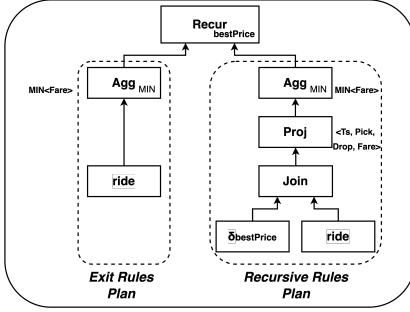 Recur
bestPrice
MIN<Fare>
Agg MIN
Agg MIN
MIN<Fare>
Proj
<Ts, Pick,
Drop, Fare>
ride
Join
δbestPrice
ride
Exit Rules
Plan
Recursive Rules
Plan